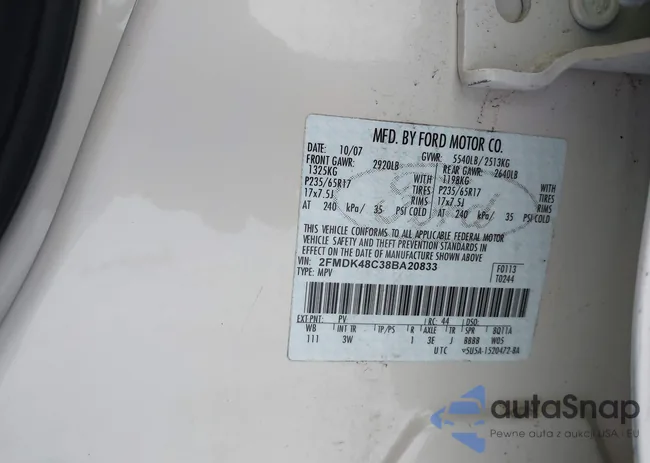 MFD. BY FORD MOTOR CO.
DATE: 10/07 GVWR: 5540LB/2513KG
FRONT GAWR: 2920LB REAR GAWR: 2640LB
1325KG WITH 1198KG WITH
P235/65R17 TIRES P235/65R17 TIRES
17x7.5J RIMS 17x7.5J RIMS
AT 240 kPa/ 35 PSI COLD AT 240 kPa/ 35 PSI COLD
THIS VEHICLE CONFORMS TO ALL APPLICABLE FEDERAL MOTOR
VEHICLE SAFETY AND THEFT PREVENTION STANDARDS IN
EFFECT ON THE DATE OF MANUFACTURE SHOWN ABOVE
VIN: 2FMDK48C38BA20833 F0113
TYPE: MPV T0244
EXT.PNT: PV RC: 44 DSO:
WB INT TR TP/PS R AXLE TR SPR BQ11A
111 3W 1 3E J BBBB W05
UTC
autaSnap
Pewne auta z aukcji USA - EU